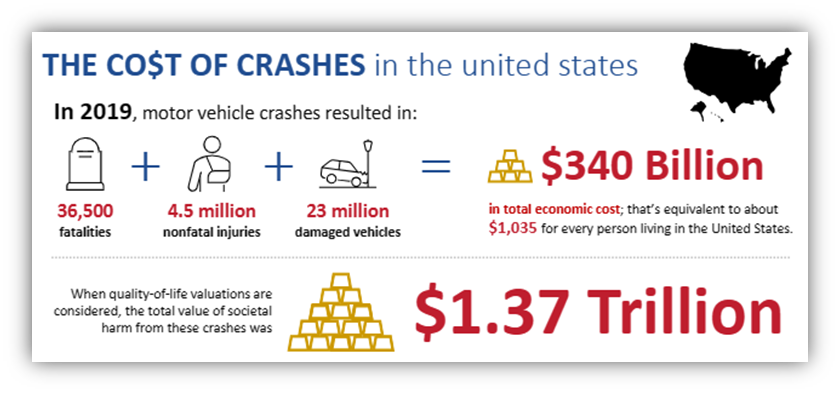 THE CO$T OF CRASHES in the united states
In 2019, motor vehicle crashes resulted in:
36,500
fatalities
+
4.5 million
nonfatal injuries
+
23 million
damaged vehicles
=
$340 Billion
in total economic cost; that's equivalent to about
$1,035 for every person living in the United States.
When quality-of-life valuations are
considered, the total value of societal
harm from these crashes was
$1.37 Trillion